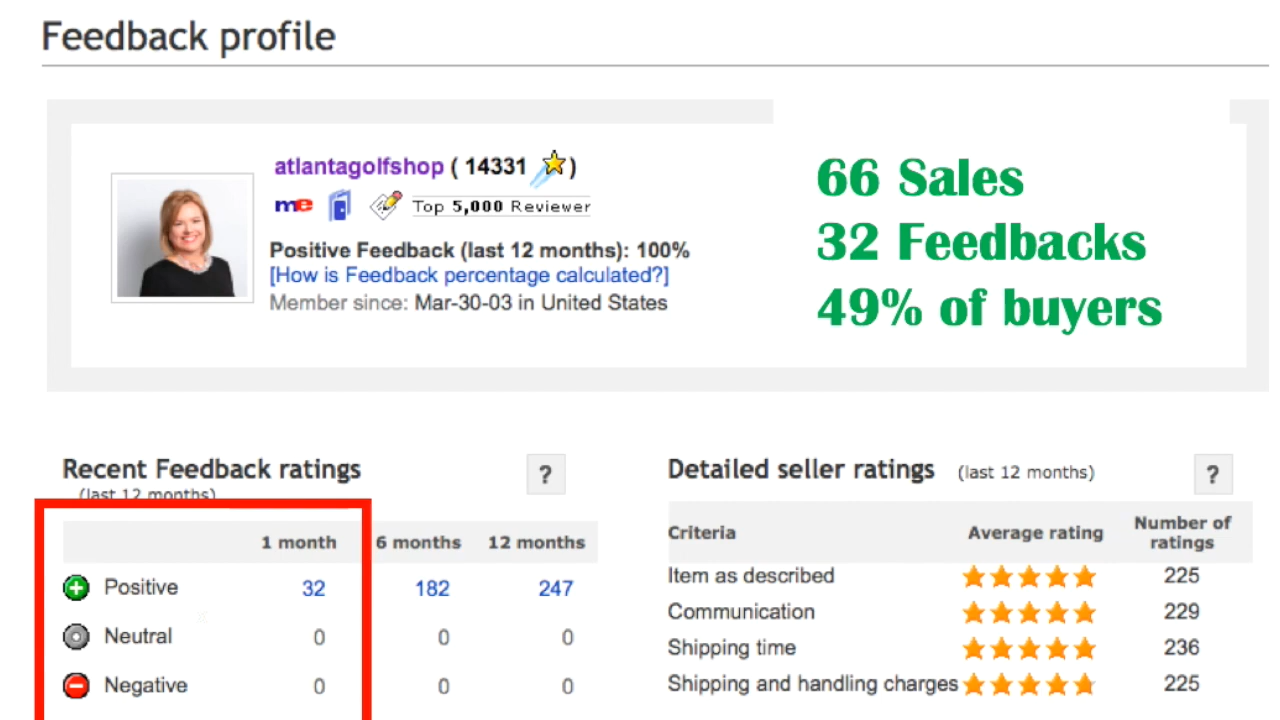 Feedback profile
atlantagolfshop ( 14331 )
me Top 5,000 Reviewer
Positive Feedback (last 12 months): 100%
[How is Feedback percentage calculated?]
Member since: Mar-30-03 in United States
66 Sales
32 Feedbacks
49% of buyers
Recent Feedback ratings ?
(last 12 months)
1 month 6 months 12 months
Positive 32 182 247
Neutral 0 0 0
Negative 0 0 0
Detailed seller ratings (last 12 months) ?
Criteria Average rating Number of
ratings
Item as described 225
Communication 229
Shipping time 236
Shipping and handling charges 225